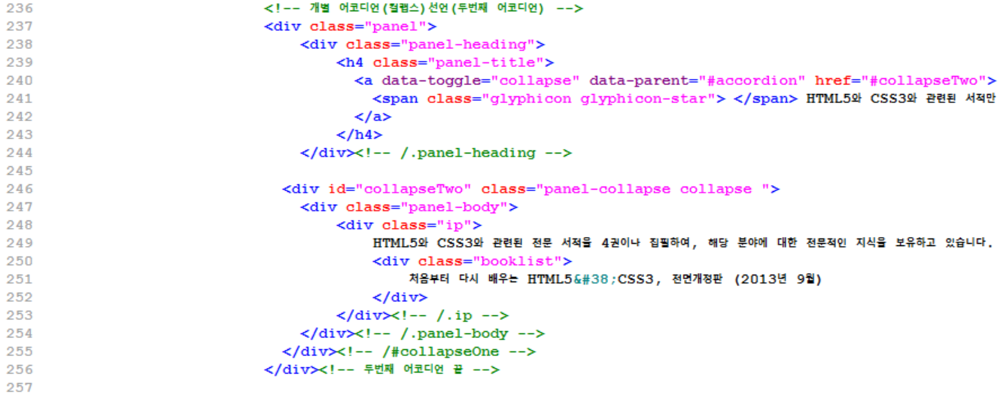 236 <!-- 개별 어코디언(컬랩스)선언(두번째 어코디언) -->
237 <div class="panel">
238 <div class="panel-heading">
239 <h4 class="panel-title">
240 <a data-toggle="collapse" data-parent="#accordion" href="#collapseTwo">
241 <span class="glyphicon glyphicon-star"> </span> HTML5와 CSS3와 관련된 서적만
242 </a>
243 </h4>
244 </div><!-- /.panel-heading -->
245
246 <div id="collapseTwo" class="panel-collapse collapse ">
247 <div class="panel-body">
248 <div class="ip">
249 HTML5와 CSS3와 관련된 전문 서적을 4권이나 집필하여, 해당 분야에 대한 전문적인 지식을 보유하고 있습니다.
250 <div class="booklist">
251 처음부터 다시 배우는 HTML5&#38;CSS3, 전면개정판 (2013년 9월)
252 </div>
253 </div><!-- /.ip -->
254 </div><!-- /.panel-body -->
255 </div><!-- /#collapseOne -->
256 </div><!-- 두번째 어코디언 끝 -->
257